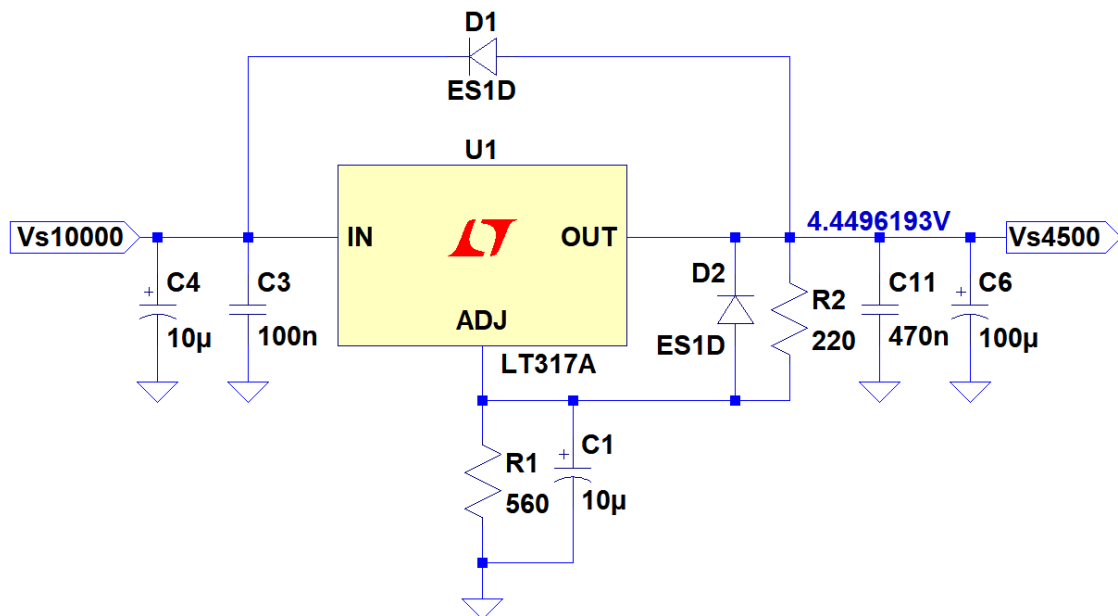 D1
ES1D
U1
Vs10000
IN
OUT
4.4496193V
Vs4500
C4
10µ
C3
100n
ADJ
LT317A
D2
ES1D
R2
220
C11
470n
C6
100µ
R1
560
C1
10µ
+
+
+